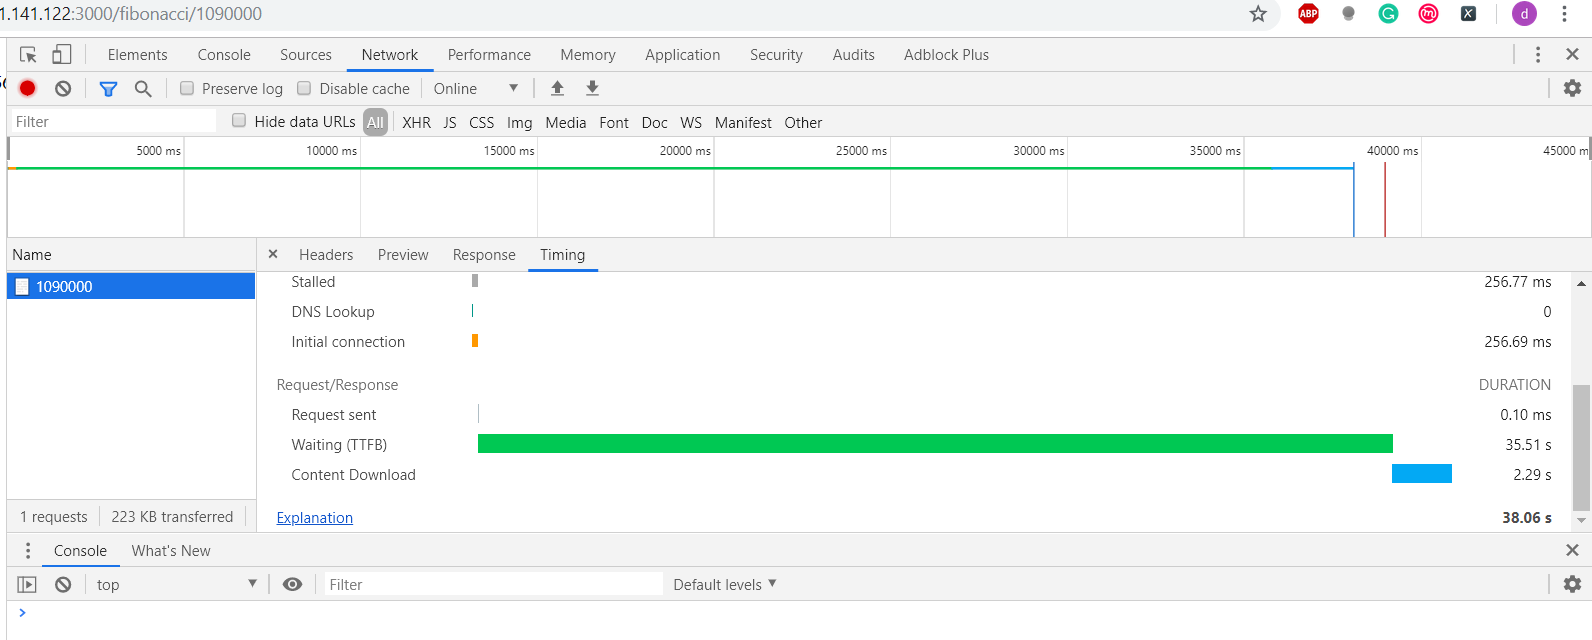 1.141.122:3000/fibonacci/1090000
ABP
d
Elements Console Sources Network Performance Memory Application Security Audits Adblock Plus
Preserve log Disable cache Online
Filter Hide data URLs All XHR JS CSS Img Media Font Doc WS Manifest Other
5000 ms 10000 ms 15000 ms 20000 ms 25000 ms 30000 ms 35000 ms 40000 ms 45000 m
Name × Headers Preview Response Timing
1090000
Stalled 256.77 ms
DNS Lookup 0
Initial connection 256.69 ms
Request/Response DURATION
Request sent 0.10 ms
Waiting (TTFB) 35.51 s
Content Download 2.29 s
1 requests 223 KB transferred
Explanation 38.06 s
Console What's New
top Filter Default levels